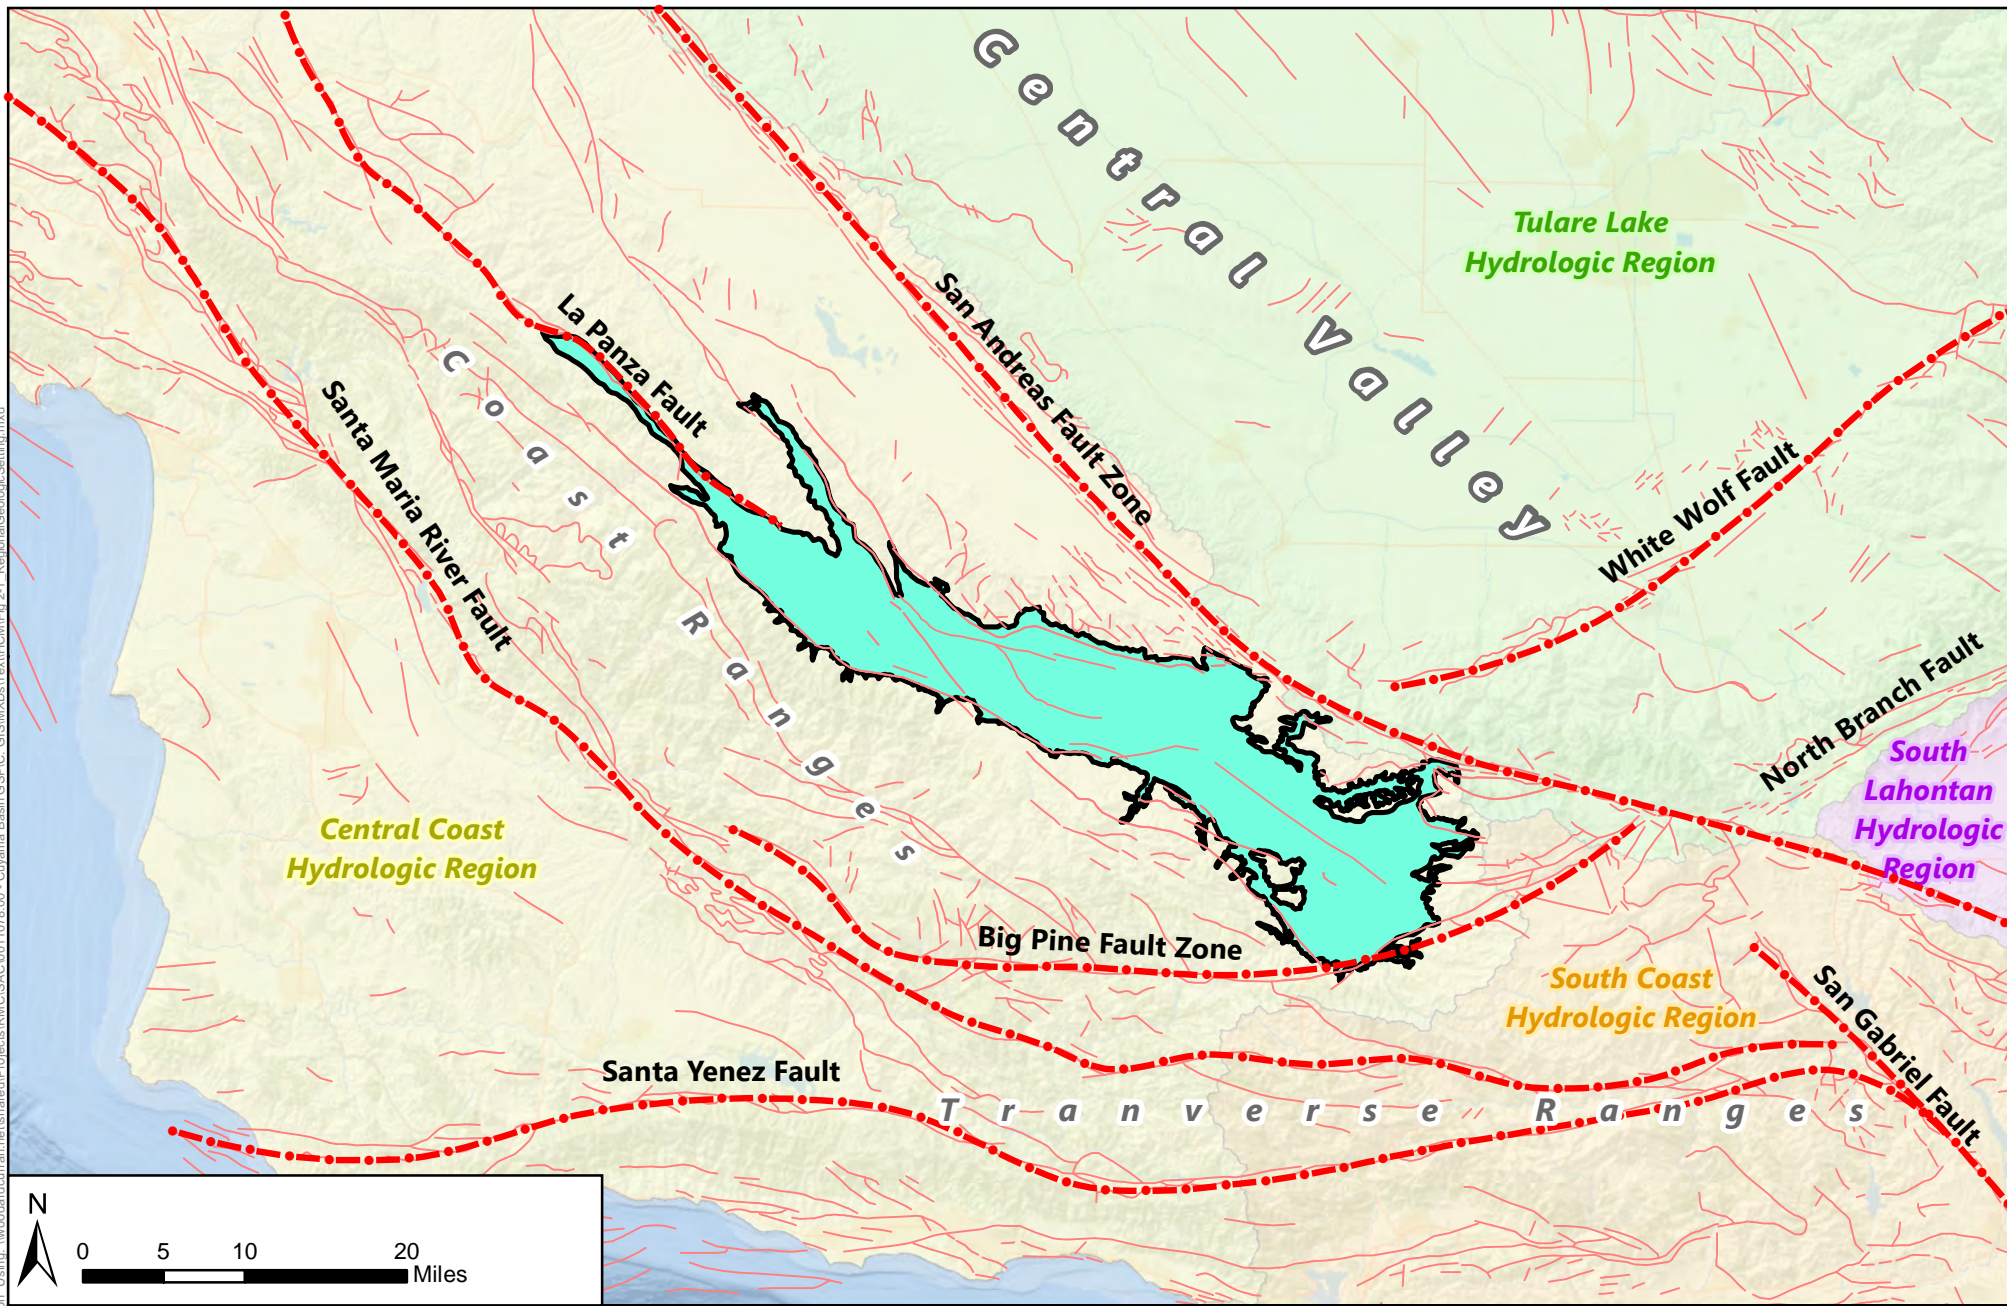 Central Valley
Tulare Lake
Hydrologic Region
San Andreas Fault Zone
La Panza Fault
Coast Ranges
Santa Maria River Fault
White Wolf Fault
North Branch Fault
South
Lahontan
Hydrologic
Region
Central Coast
Hydrologic Region
Big Pine Fault Zone
South Coast
Hydrologic Region
San Gabriel Fault
Santa Yenez Fault
Tranverse Ranges
N
0 5 10 20
Miles